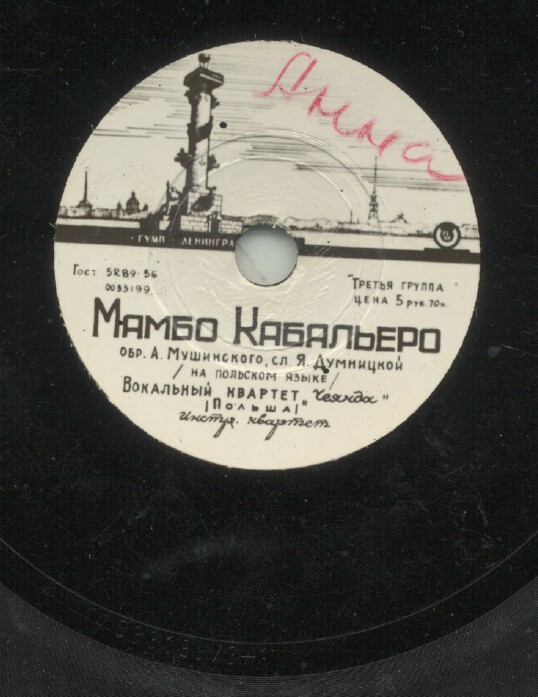 Анна
ГУМП ЛЕНИНГРА
Гост 5289-56
0033199
ТРЕТЬЯ ГРУППА
ЦЕНА 5 РУБ. 70 к.
МАМБО КАБАЛЬЕРО
ОБР. А. МУШИНСКОГО, СЛ. Я. ДУМНИЦКОЙ
/ НА ПОЛЬСКОМ ЯЗЫКЕ /
ВОКАЛЬНЫЙ КВАРТЕТ „Чеянда"
/ПОЛЬША/
Инстр. квартет